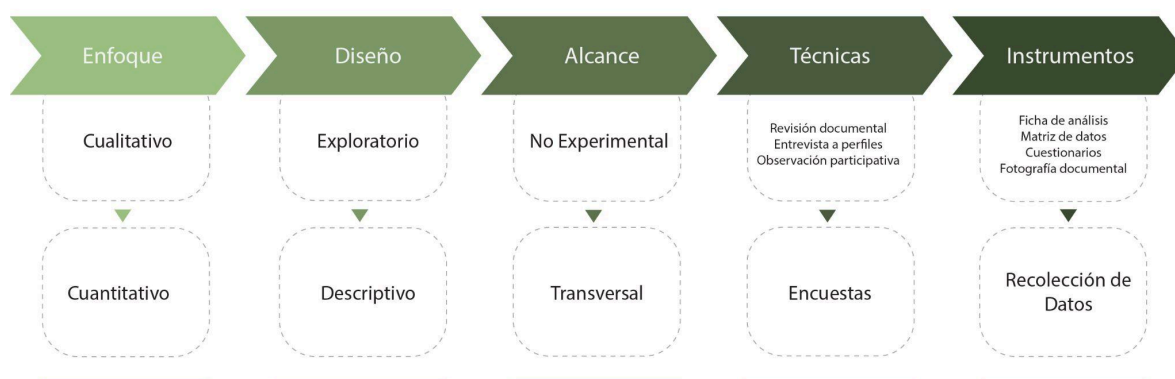 Enfoque
Diseño
Alcance
Técnicas
Instrumentos
Cualitativo
Exploratorio
No Experimental
Revisión documental
Entrevista a perfiles
Observación participativa
Ficha de análisis
Matriz de datos
Cuestionarios
Fotografía documental
Cuantitativo
Descriptivo
Transversal
Encuestas
Recolección de
Datos